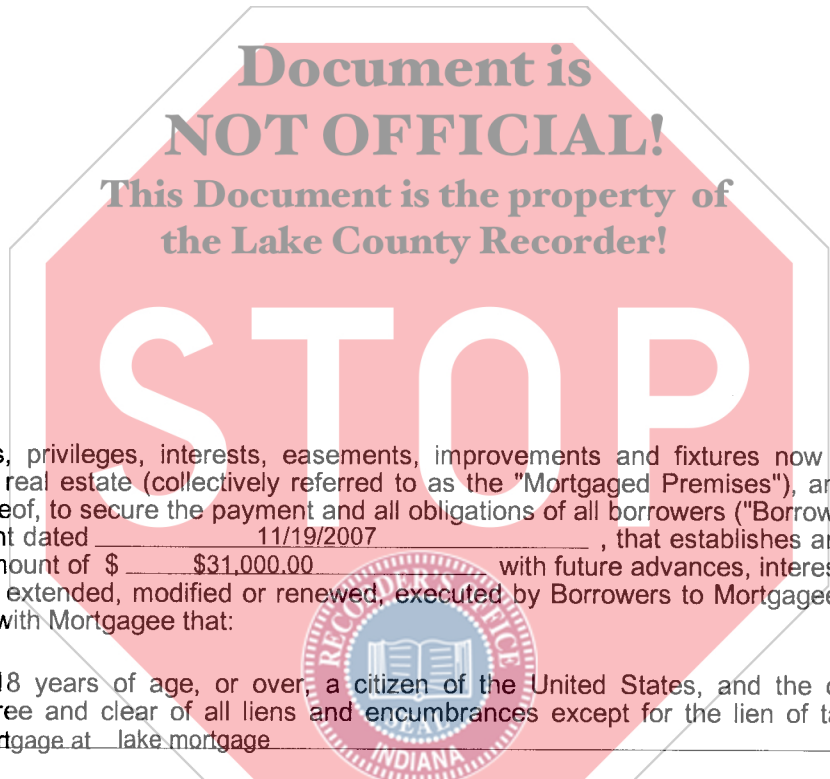 Document is
NOT OFFICIAL!
This Document is the property of
the Lake County Recorder!
STOP
privileges, interests, easements, improvements and fixtures now
real estate (collectively referred to as the "Mortgaged Premises"),
to secure the payment and all obligations of all borrowers ("Borrow
dated 11/19/2007 , that establishes
of $ $31,000.00 with future advances,
extended, modified or renewed, executed by Borrowers to Mortgagee
with Mortgagee that:
RECORDER'S OFFICE
18 years of age, or over, a citizen of the United States, and the
and clear of all liens and encumbrances except for the lien of
at lake mortgage
INDIANA